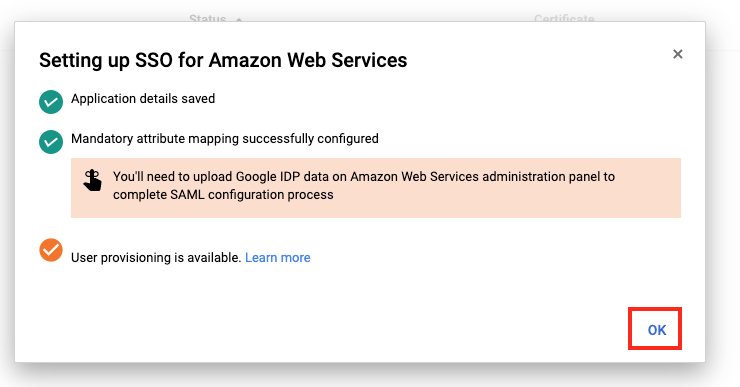 Status
Certificate
Setting up SSO for Amazon Web Services
Application details saved
Mandatory attribute mapping successfully configured
You'll need to upload Google IDP data on Amazon Web Services administration panel to
complete SAML configuration process
User provisioning is available. Learn more
OK